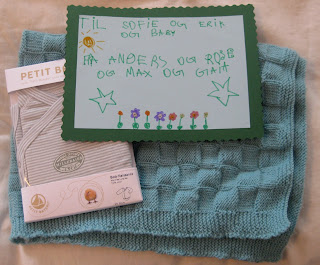 TIL SOFIE OG ERIK
OG BABY
FRA ANDERS OG ROSE
OG MAX OG GAIA
PETIT B